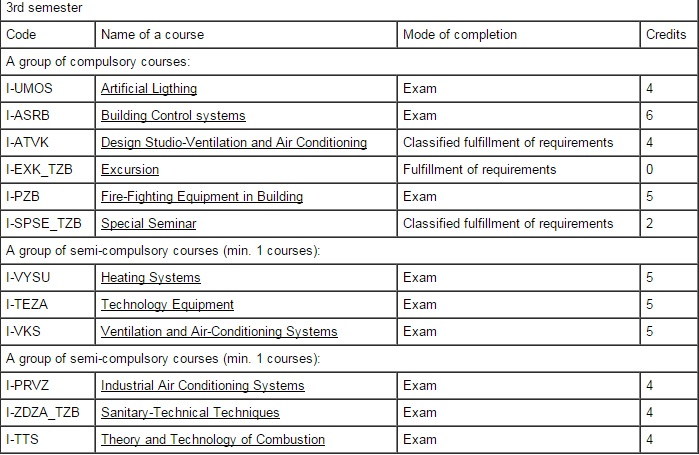 3rd semester
Code Name of a course Mode of completion Credits
A group of compulsory courses:
I-UMOS Artificial Ligthing Exam 4
I-ASRB Building Control systems Exam 6
I-ATVK Design Studio-Ventilation and Air Conditioning Classified fulfillment of requirements 4
I-EXK_TZB Excursion Fulfillment of requirements 0
I-PZB Fire-Fighting Equipment in Building Exam 5
I-SPSE_TZB Special Seminar Classified fulfillment of requirements 2
A group of semi-compulsory courses (min. 1 courses):
I-VYSU Heating Systems Exam 5
I-TEZA Technology Equipment Exam 5
I-VKS Ventilation and Air-Conditioning Systems Exam 5
A group of semi-compulsory courses (min. 1 courses):
I-PRVZ Industrial Air Conditioning Systems Exam 4
I-ZDZA_TZB Sanitary-Technical Techniques Exam 4
I-TTS Theory and Technology of Combustion Exam 4